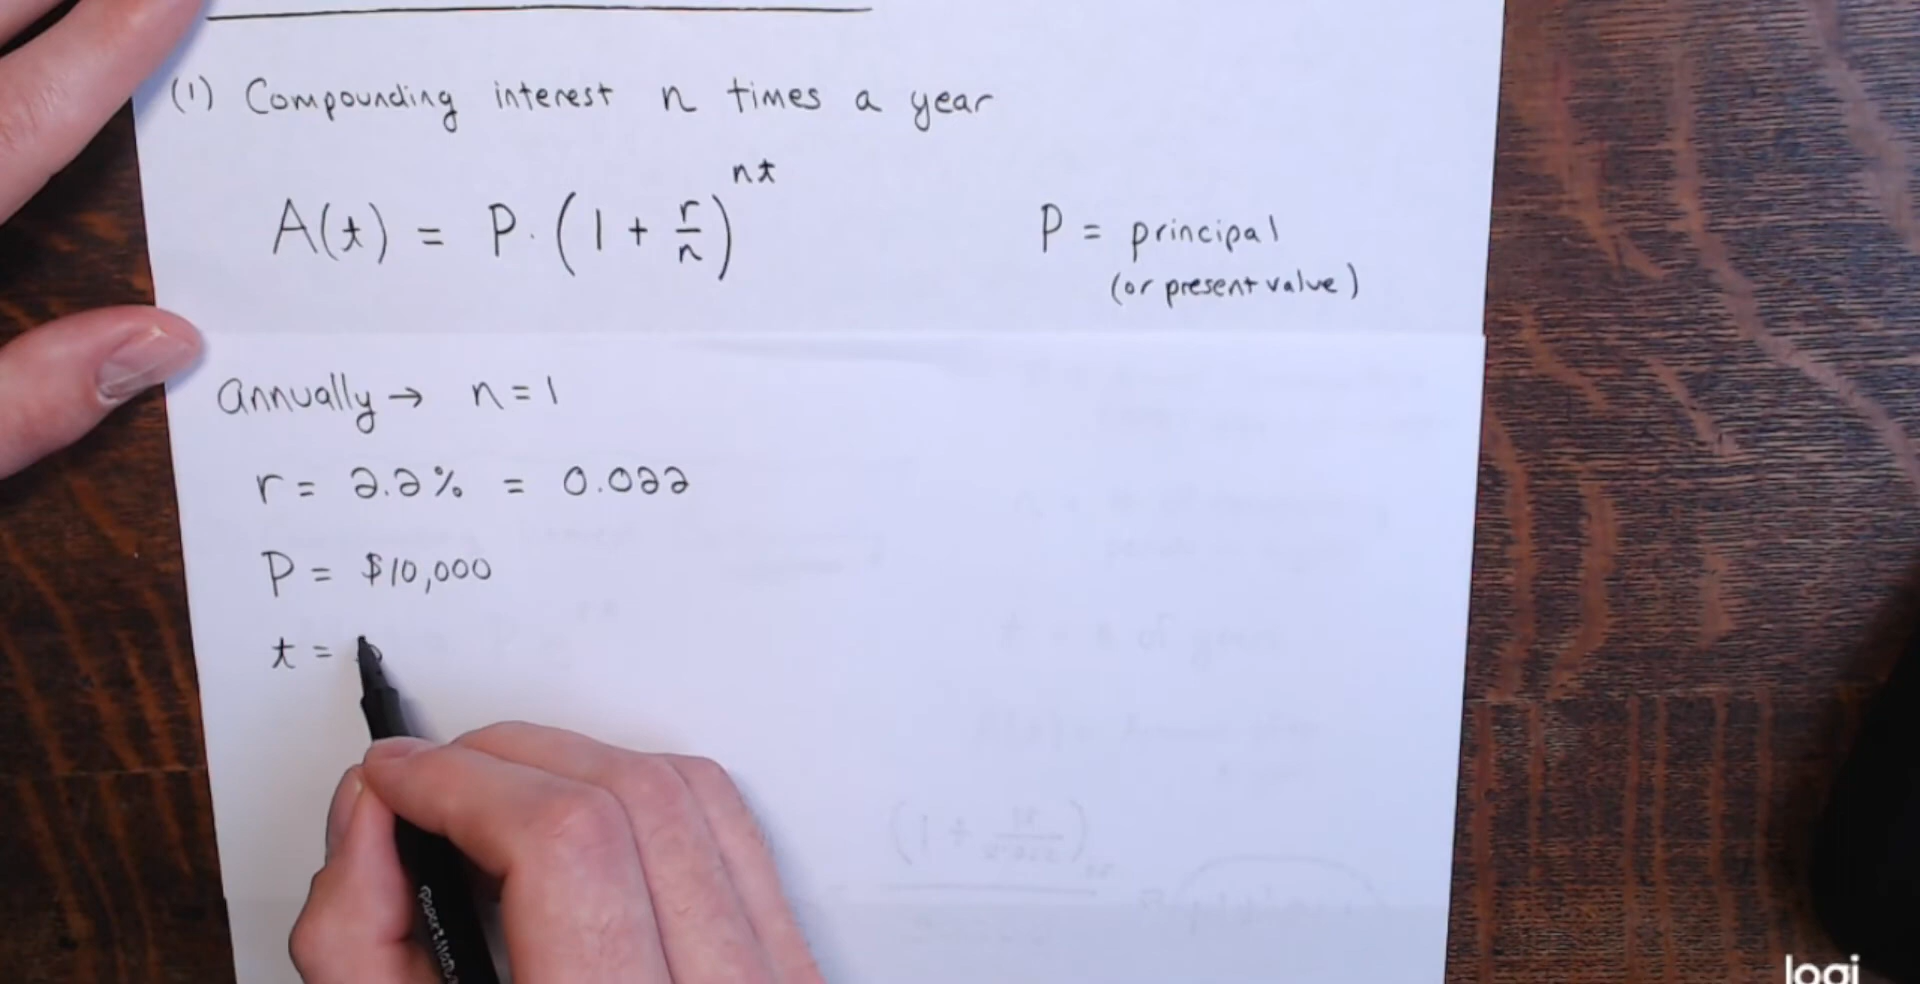 (1) Compounding interest n times a year
A(t) = P · (1 + r/n)^nt
P = principal
(or present value)
annually → n = 1
r = 2.2% = 0.022
P = $10,000
t =
logi